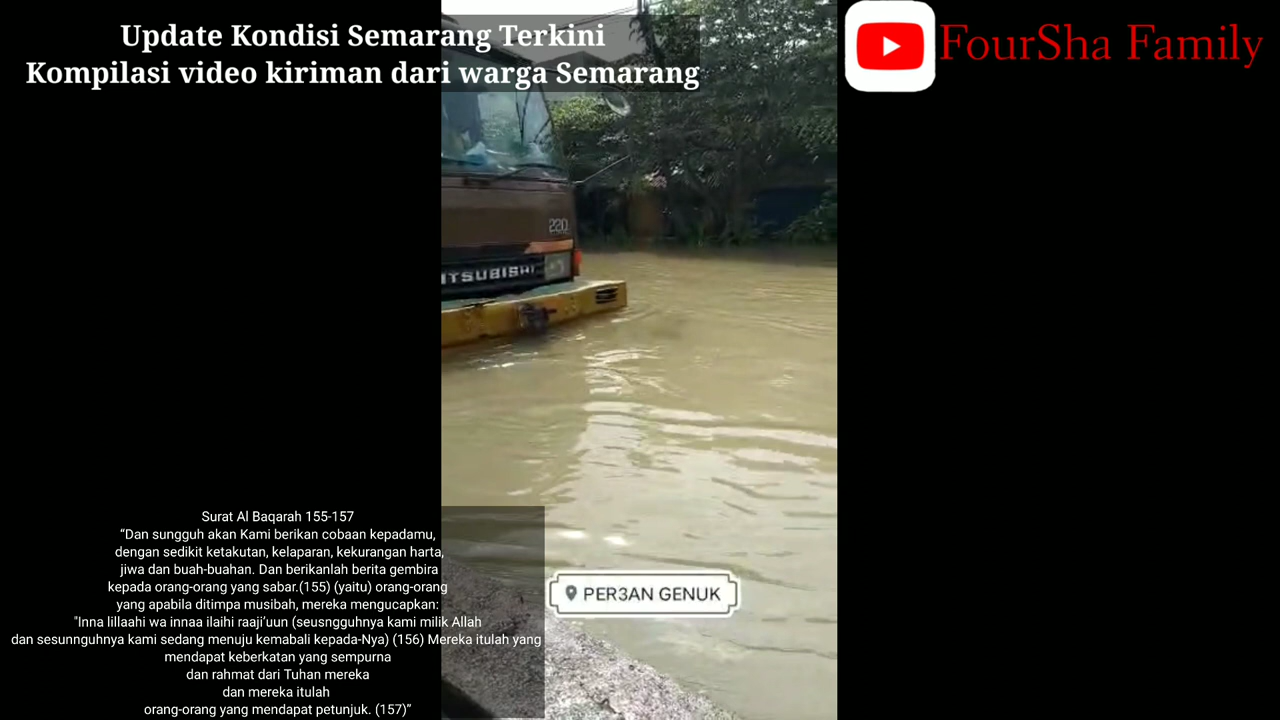 Update Kondisi Semarang Terkini
Kompilasi video kiriman dari warga Semarang
FourSha Family
220
ITSUBISHI
PER3AN GENUK
Surat Al Baqarah 155-157
“Dan sungguh akan Kami berikan cobaan kepadamu,
dengan sedikit ketakutan, kelaparan, kekurangan harta,
jiwa dan buah-buahan. Dan berikanlah berita gembira
kepada orang-orang yang sabar.(155) (yaitu) orang-orang
yang apabila ditimpa musibah, mereka mengucapkan:
"Inna lillaahi wa innaa ilaihi raaji’uun (seusngguhnya kami milik Allah
dan sesunnguhnya kami sedang menuju kemabali kepada-Nya) (156) Mereka itulah yang
mendapat keberkatan yang sempurna
dan rahmat dari Tuhan mereka
dan mereka itulah
orang-orang yang mendapat petunjuk. (157)”